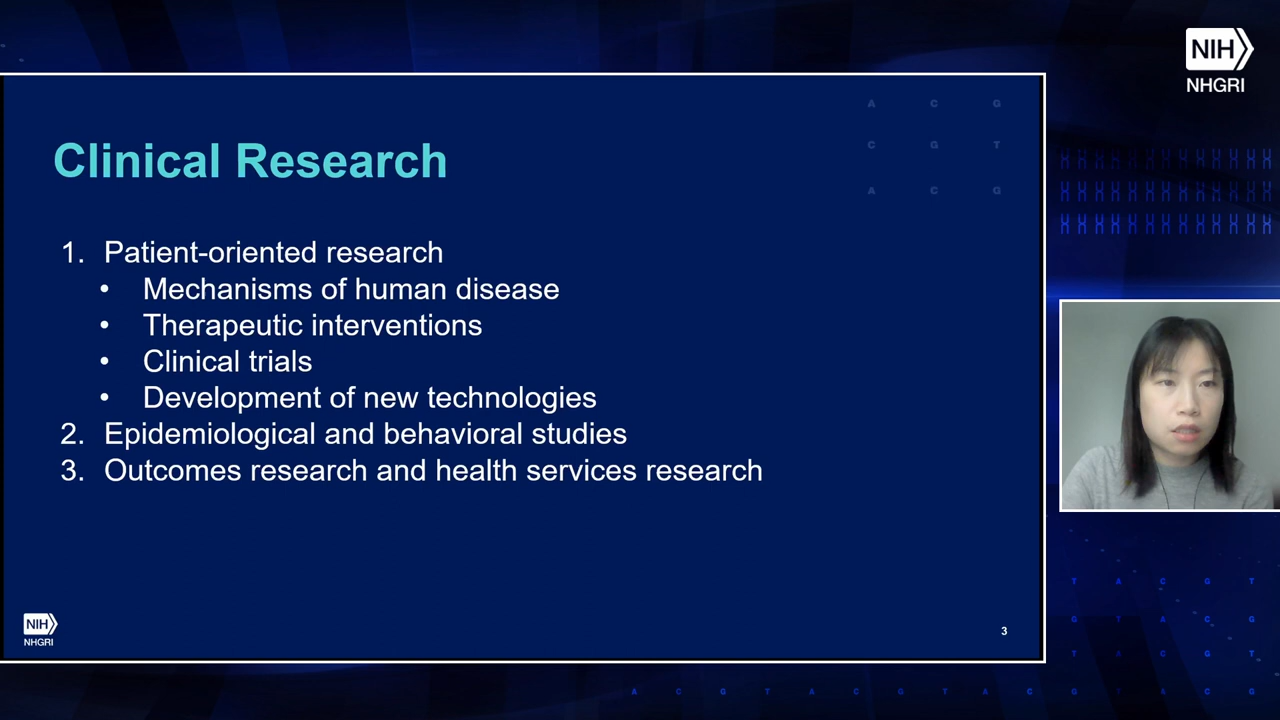 NIH
NHGRI
A C G
C G T
A C G
Clinical Research
1. Patient-oriented research
• Mechanisms of human disease
• Therapeutic interventions
• Clinical trials
• Development of new technologies
2. Epidemiological and behavioral studies
3. Outcomes research and health services research
NIH
NHGRI
3
T A C G T
G T A C G
T A C G T
A C G T A C G T A C G T A C G